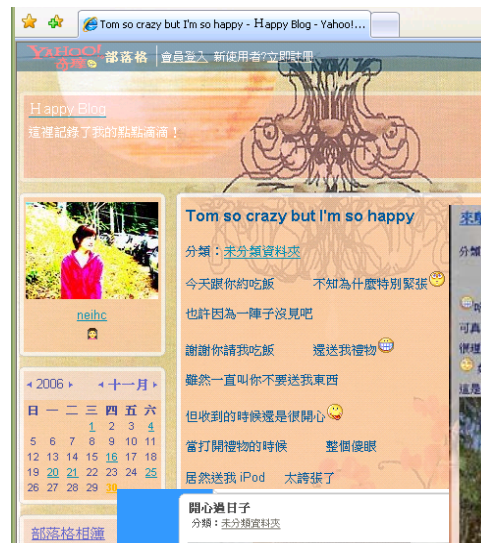 Tom so crazy but I'm so happy - Happy Blog - Yahoo!...
YAHOO! 奇摩 部落格 會員登入 新使用者?立即註冊
Happy Blog
這裡記錄了我的點點滴滴!
neihc
2006 十一月
日 一 二 三 四 五 六
1 2 3 4
5 6 7 8 9 10 11
12 13 14 15 16 17 18
19 20 21 22 23 24 25
26 27 28 29 30
部落格相簿
Tom so crazy but I'm so happy
分類：未分類資料夾
今天跟你約吃飯 不知為什麼特別緊張
也許因為一陣子沒見吧
謝謝你請我吃飯 還送我禮物
雖然一直叫你不要送我東西
但收到的時候還是很開心
當打開禮物的時候 整個傻眼
居然送我 iPod 太誇張了
開心過日子
分類：未分類資料夾
來
分類
可真
很理
這是